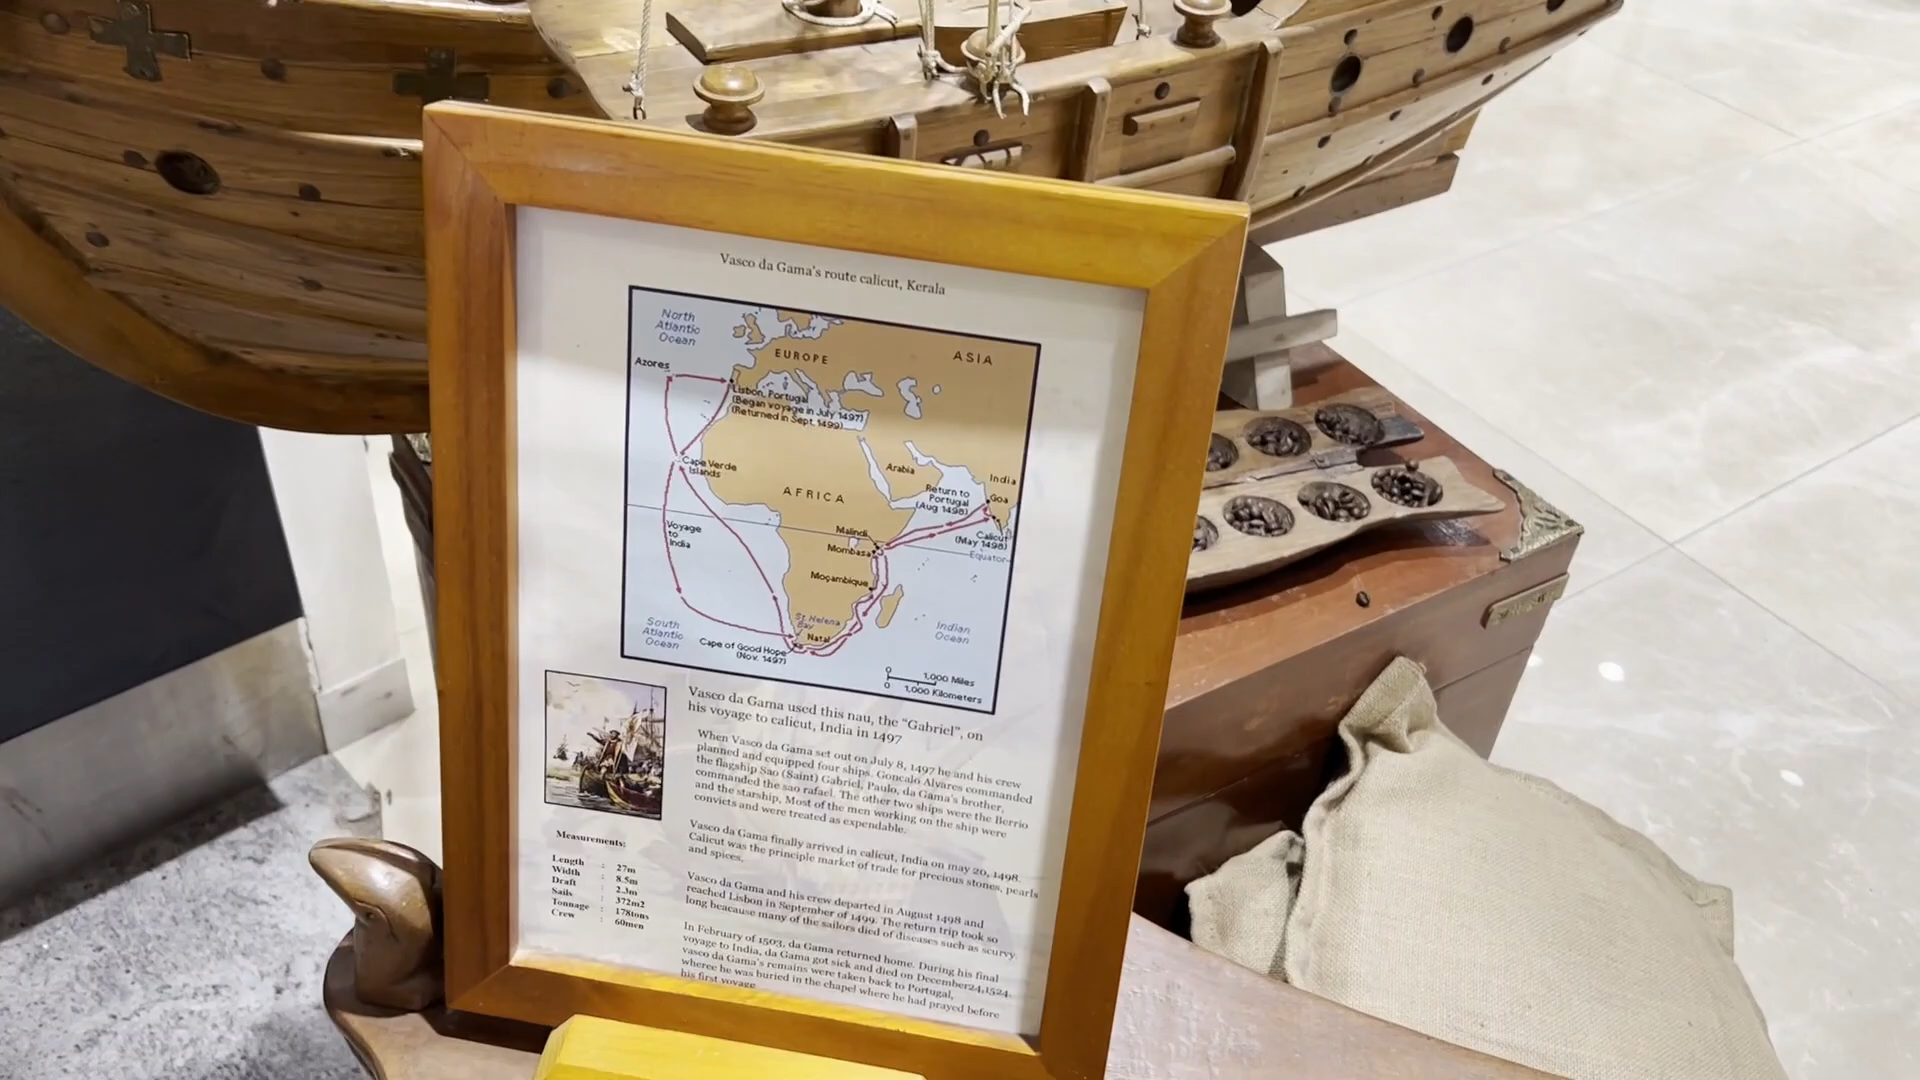 Vasco da Gama's route calicut, Kerala
North
Atlantic
Ocean
EUROPE
ASIA
Azores
Lisbon, Portugal
(Began voyage in July 1497)
(Returned in Sept. 1499)
Cape Verde
Islands
Arabia
India
AFRICA
Return to
Portugal
(Aug 1498)
Goa
Voyage
to
India
Malindi
Calicut
(May 1498)
Mombasa
Equator
Moçambique
St. Helena
Bay
South
Atlantic
Ocean
Natal
Indian
Ocean
Cape of Good Hope
(Nov. 1497)
0 1,000 Miles
0 1,000 Kilometers
Vasco da Gama used this nau, the "Gabriel", on
his voyage to calicut, India in 1497
When Vasco da Gama set out on July 8, 1497 he and his crew
planned and equipped four ships. Goncalo Alvares commanded
the flagship Sao (Saint) Gabriel, Paulo, da Gama's brother,
commanded the sao rafael. The other two ships were the Berrio
and the starship. Most of the men working on the ship were
convicts and were treated as expendable.
Vasco da Gama finally arrived in calicut, India on may 20, 1498.
Calicut was the principle market of trade for precious stones, pearls
and spices.
Vasco da Gama and his crew departed in August 1498 and
reached Lisbon in September of 1499. The return trip took so
long beacause many of the sailors died of diseases such as scurvy.
In February of 1503, da Gama returned home. During his final
voyage to India, da Gama got sick and died on December24,1524.
vasco da Gama's remains were taken back to Portugal,
wheree he was buried in the chapel where he had prayed before
his first voyage
Measurements:
Length : 27m
Width : 8.5m
Draft : 2.3m
Sails : 372m2
Tonnage : 178tons
Crew : 60men